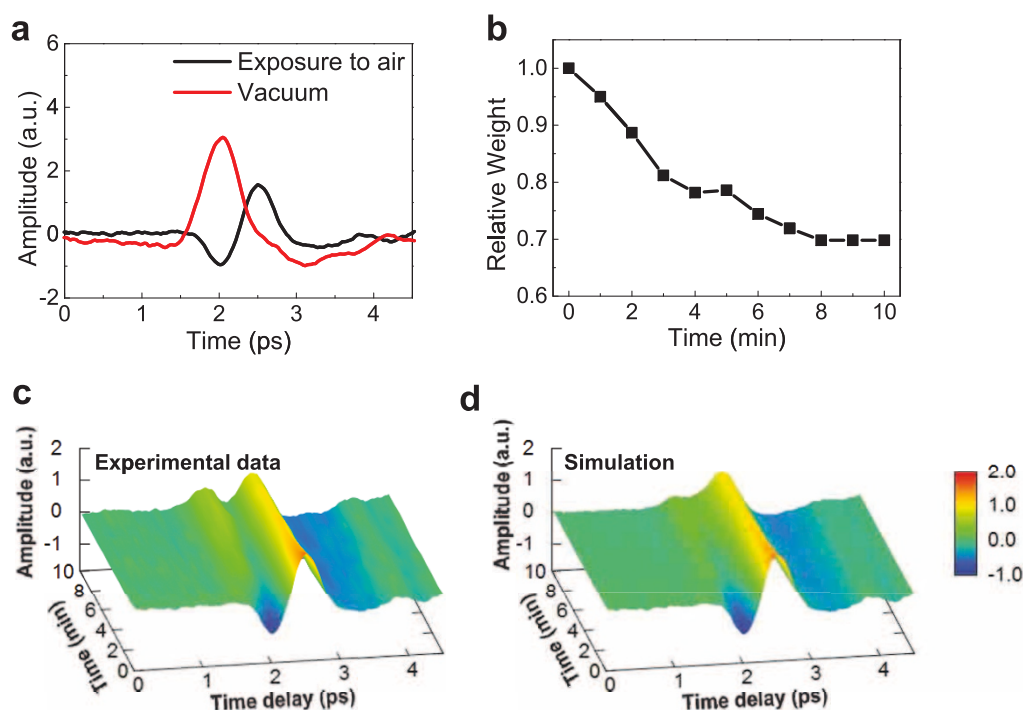 a
6
4
2
0
-2
Amplitude (a.u.)
Exposure to air
Vacuum
0 1 2 3 4
Time (ps)
b
1.0
0.9
0.8
0.7
0.6
Relative Weight
0 2 4 6 8 10
Time (min)
c
Amplitude (a.u.)
2
1
0
-1
Experimental data
10
8
6
4
2
0
Time (min)
0 1 2 3 4
Time delay (ps)
d
Amplitude (a.u.)
2
1
0
-1
Simulation
10
8
6
4
2
0
Time (min)
0 1 2 3 4
Time delay (ps)
2.0
1.0
0.0
-1.0